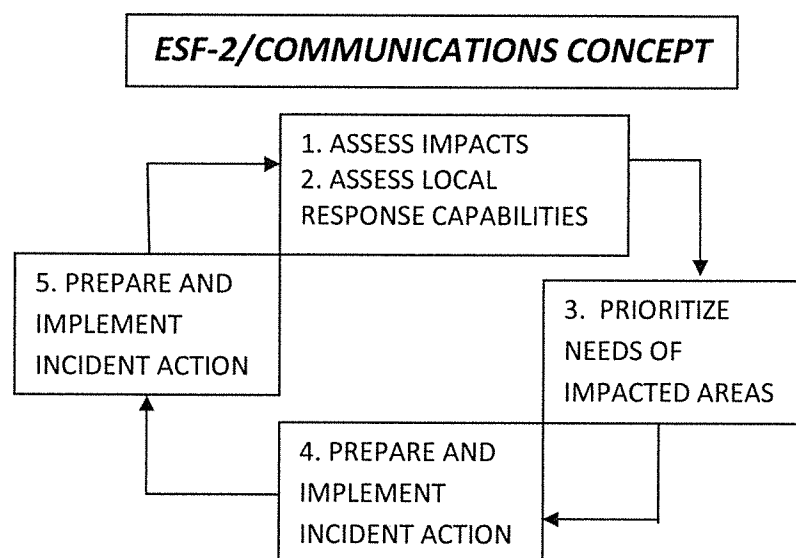 ESF-2/COMMUNICATIONS CONCEPT
1. ASSESS IMPACTS
2. ASSESS LOCAL
RESPONSE CAPABILITIES
3. PRIORITIZE
NEEDS OF
IMPACTED AREAS
4. PREPARE AND
IMPLEMENT
INCIDENT ACTION
5. PREPARE AND
IMPLEMENT
INCIDENT ACTION